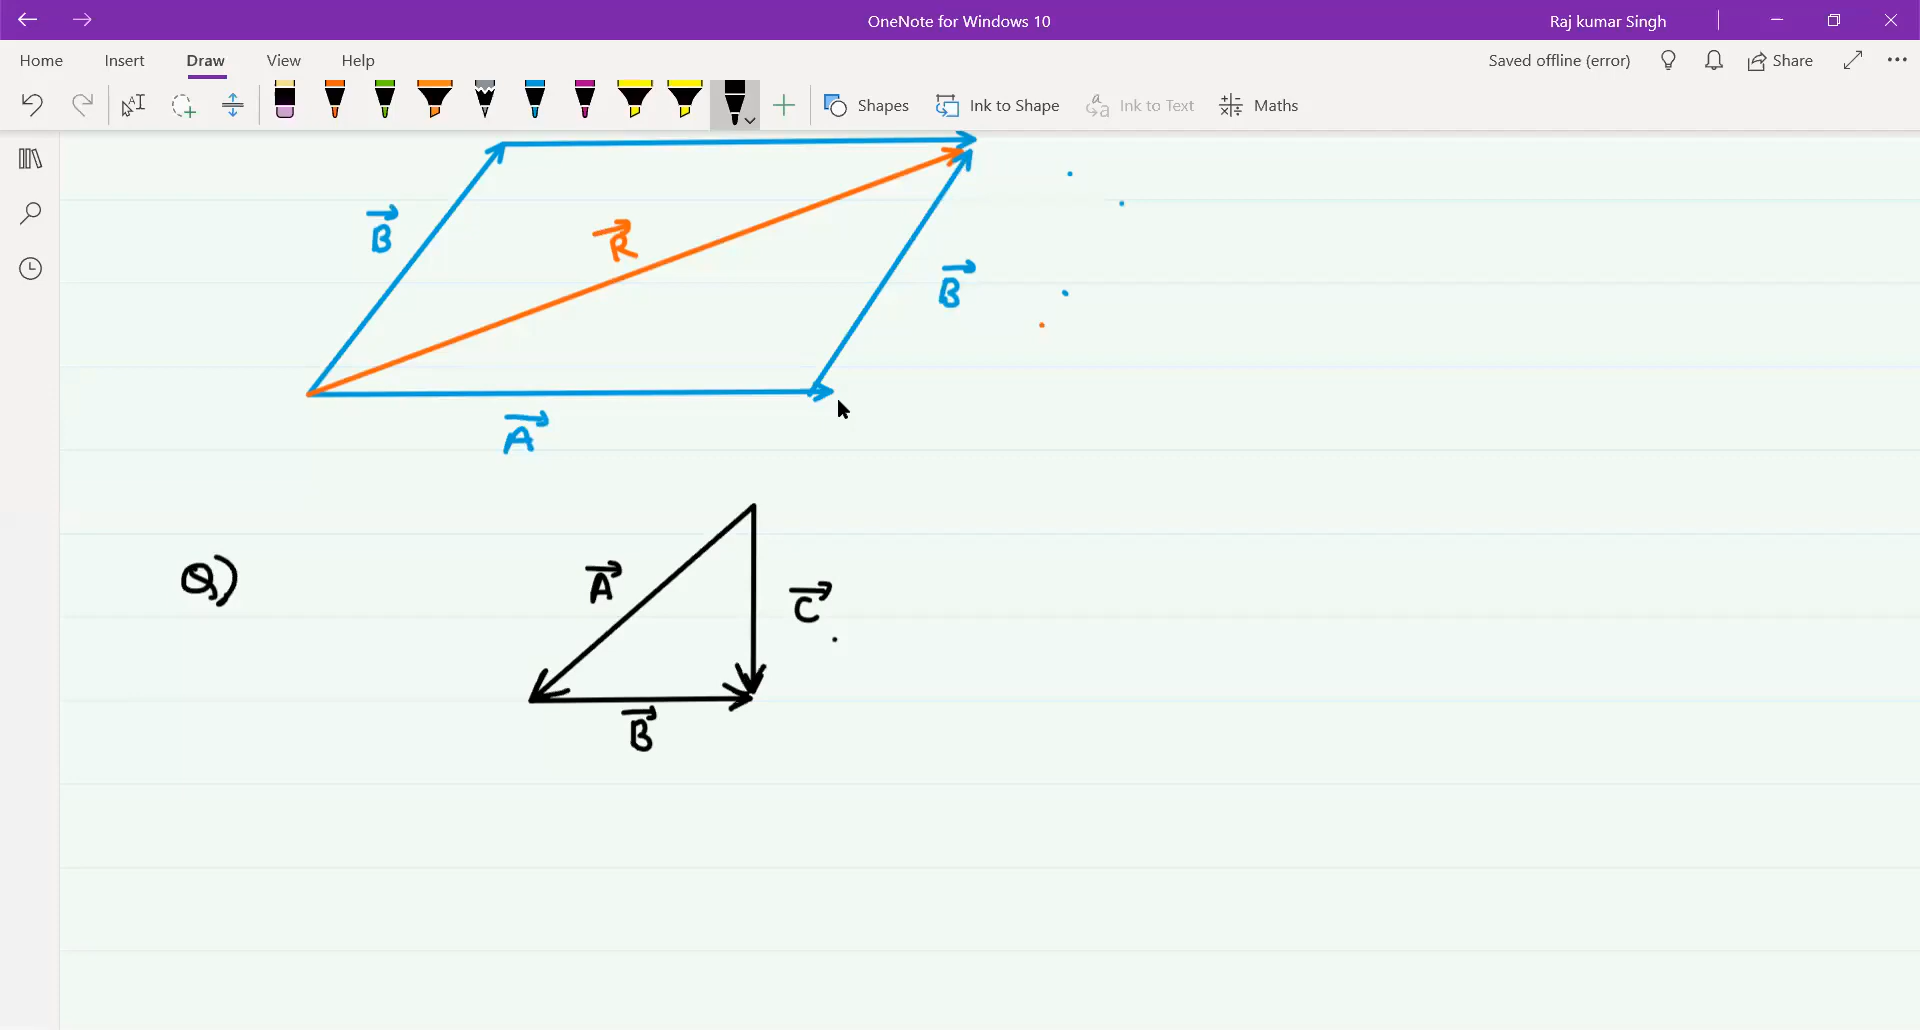 OneNote for Windows 10
Raj kumar Singh
Home Insert Draw View Help
Saved offline (error) Share
Shapes Ink to Shape Ink to Text Maths
B⃗
R⃗
B⃗
A⃗
Q)
A⃗
C⃗
B⃗